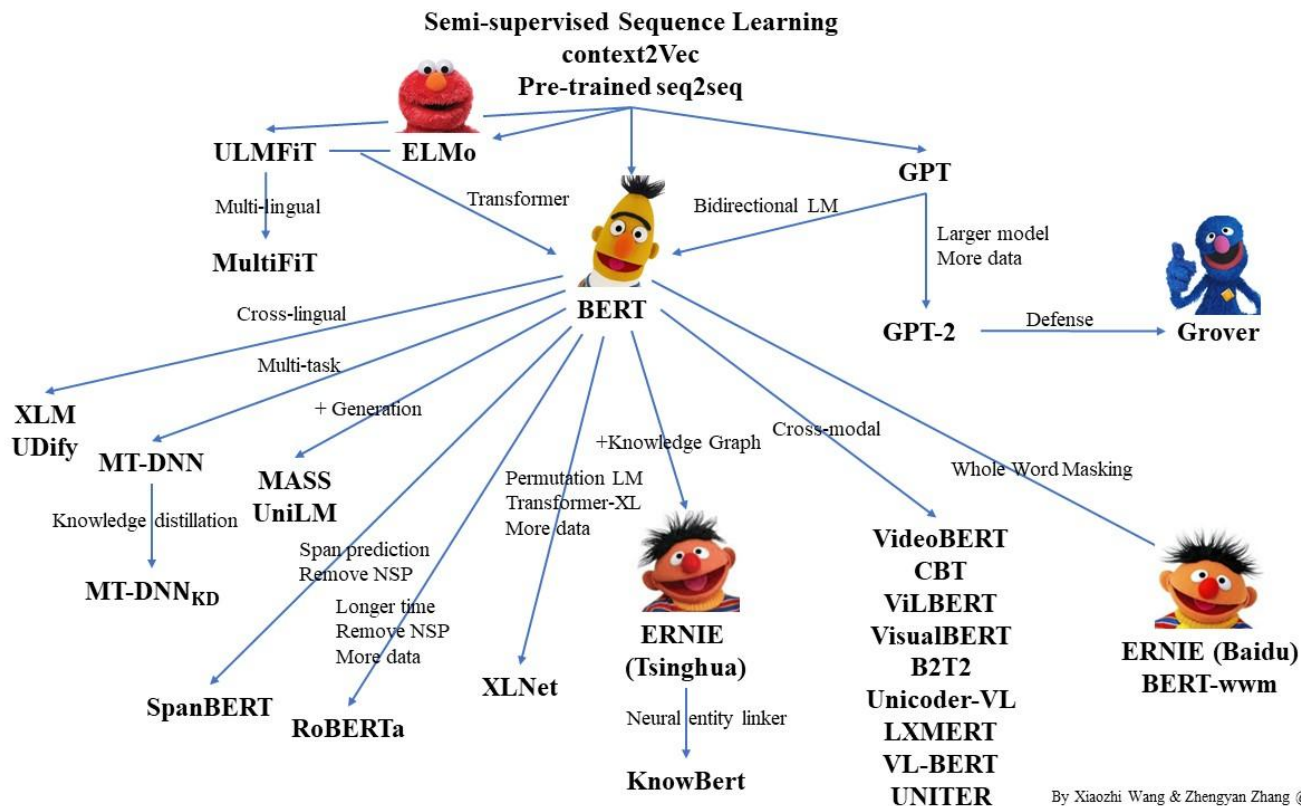 Semi-supervised Sequence Learning
context2Vec
Pre-trained seq2seq
ULMFiT
ELMo
GPT
Multi-lingual
Transformer
Bidirectional LM
Larger model
More data
MultiFiT
BERT
GPT-2
Defense
Grover
Cross-lingual
Multi-task
+ Generation
+Knowledge Graph
Cross-modal
Whole Word Masking
XLM
UDify
MT-DNN
MASS
UniLM
Permutation LM
Transformer-XL
More data
Knowledge distillation
Span prediction
Remove NSP
MT-DNNKD
Longer time
Remove NSP
More data
SpanBERT
RoBERTa
XLNet
ERNIE
(Tsinghua)
Neural entity linker
KnowBert
VideoBERT
CBT
ViLBERT
VisualBERT
B2T2
Unicoder-VL
LXMERT
VL-BERT
UNITER
ERNIE (Baidu)
BERT-wwm
By Xiaozhi Wang & Zhengyan Zhang @